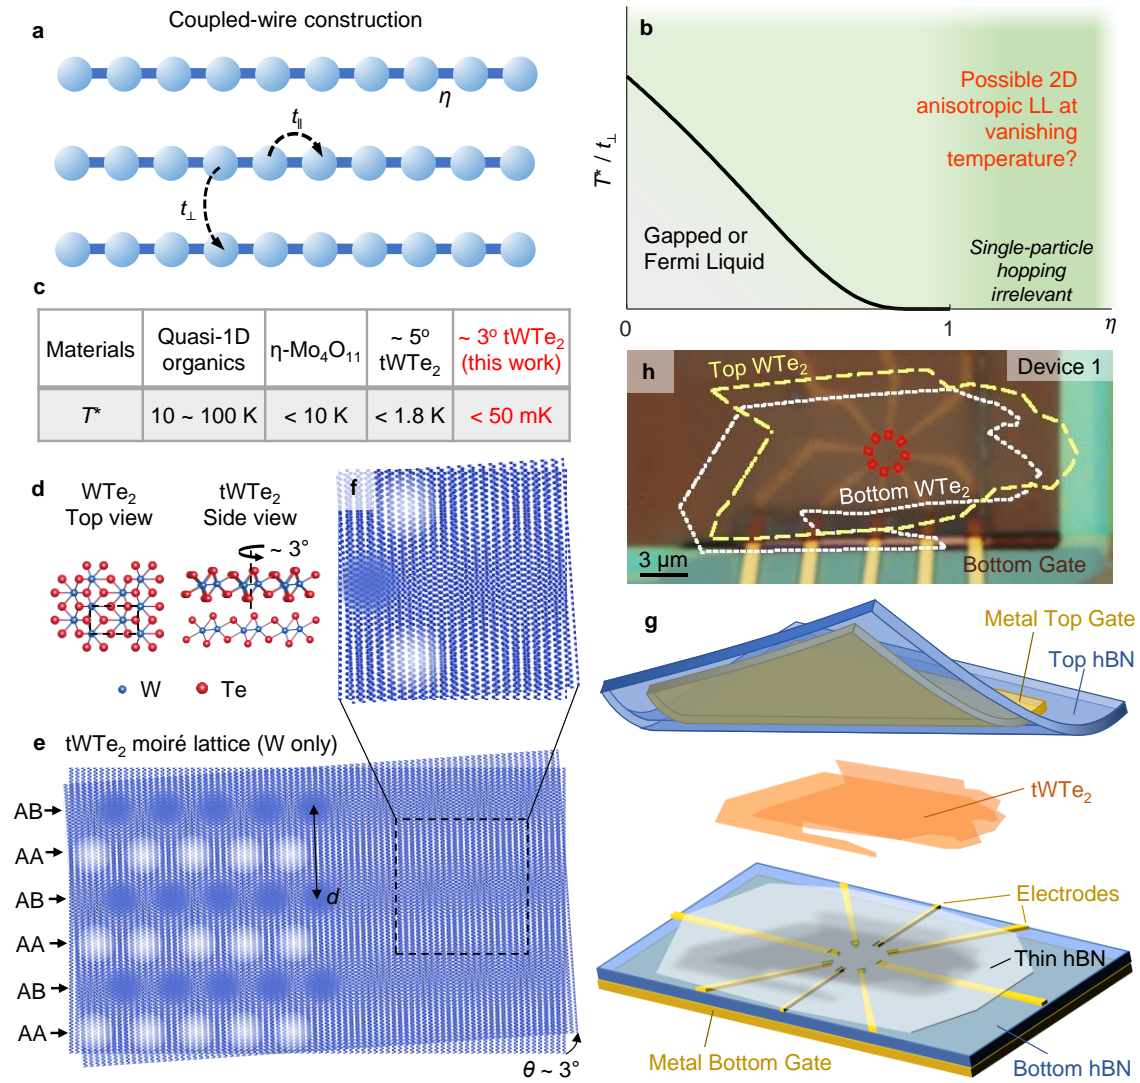 Coupled-wire construction
a
η
t∥
t⊥
b
T* / t⊥
Possible 2D
anisotropic LL at
vanishing
temperature?
Gapped or
Fermi Liquid
Single-particle
hopping
irrelevant
0
1
η
c
Materials
Quasi-1D
organics
η-Mo₄O₁₁
~ 5º
tWTe₂
~ 3º tWTe₂
(this work)
T*
10 ~ 100 K
< 10 K
< 1.8 K
< 50 mK
h
Top WTe₂
Device 1
Bottom WTe₂
3 µm
Bottom Gate
d
WTe₂
Top view
tWTe₂
Side view
~ 3°
W
Te
f
e
tWTe₂ moiré lattice (W only)
AB
AA
AB
AA
AB
AA
d
θ ~ 3°
g
Metal Top Gate
Top hBN
tWTe₂
Electrodes
Thin hBN
Metal Bottom Gate
Bottom hBN